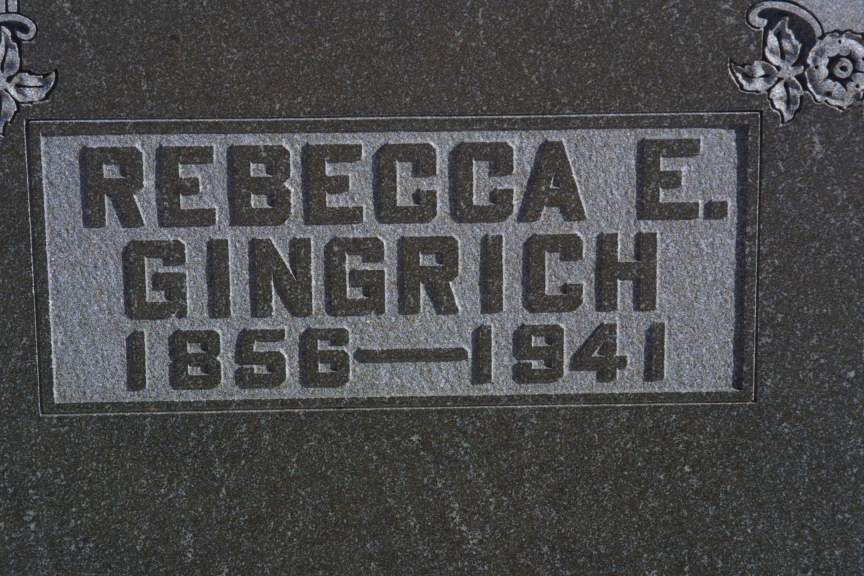 REBECCA E.
GINGRICH
1856—1941